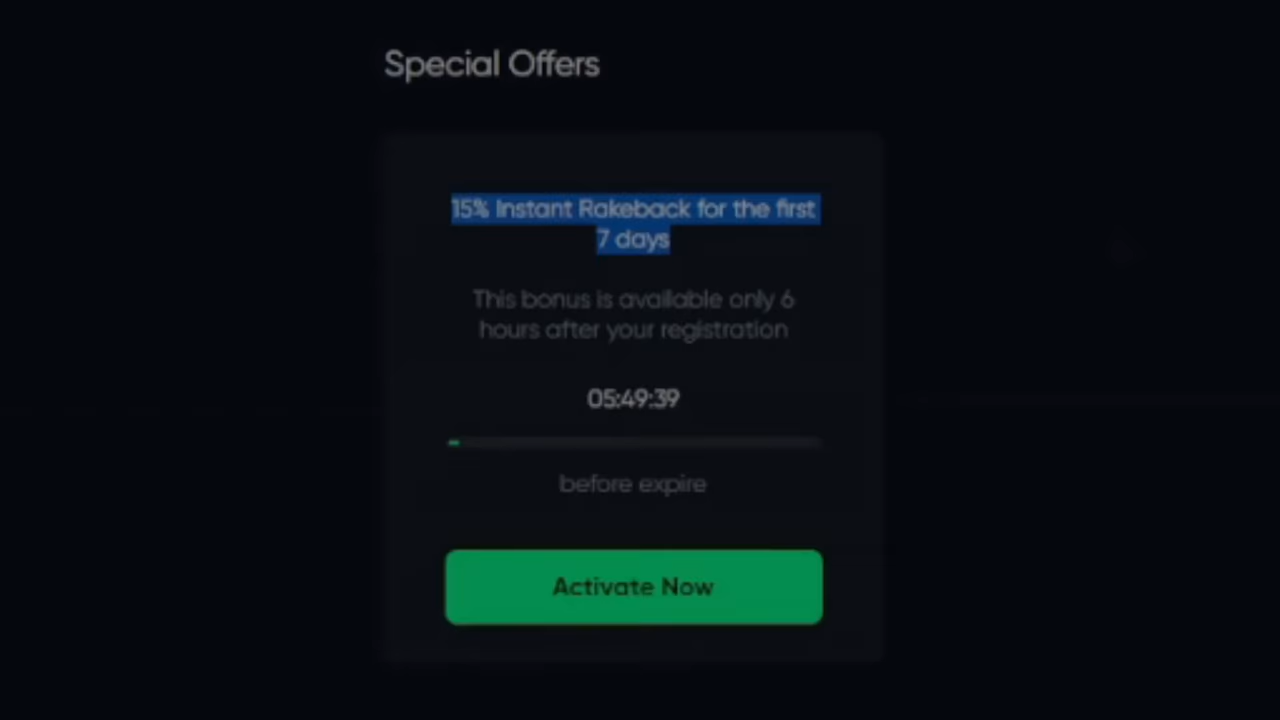 Special Offers
15% Instant Rakeback for the first
7 days
This bonus is available only 6
hours after your registration
05:49:39
before expire
Activate Now